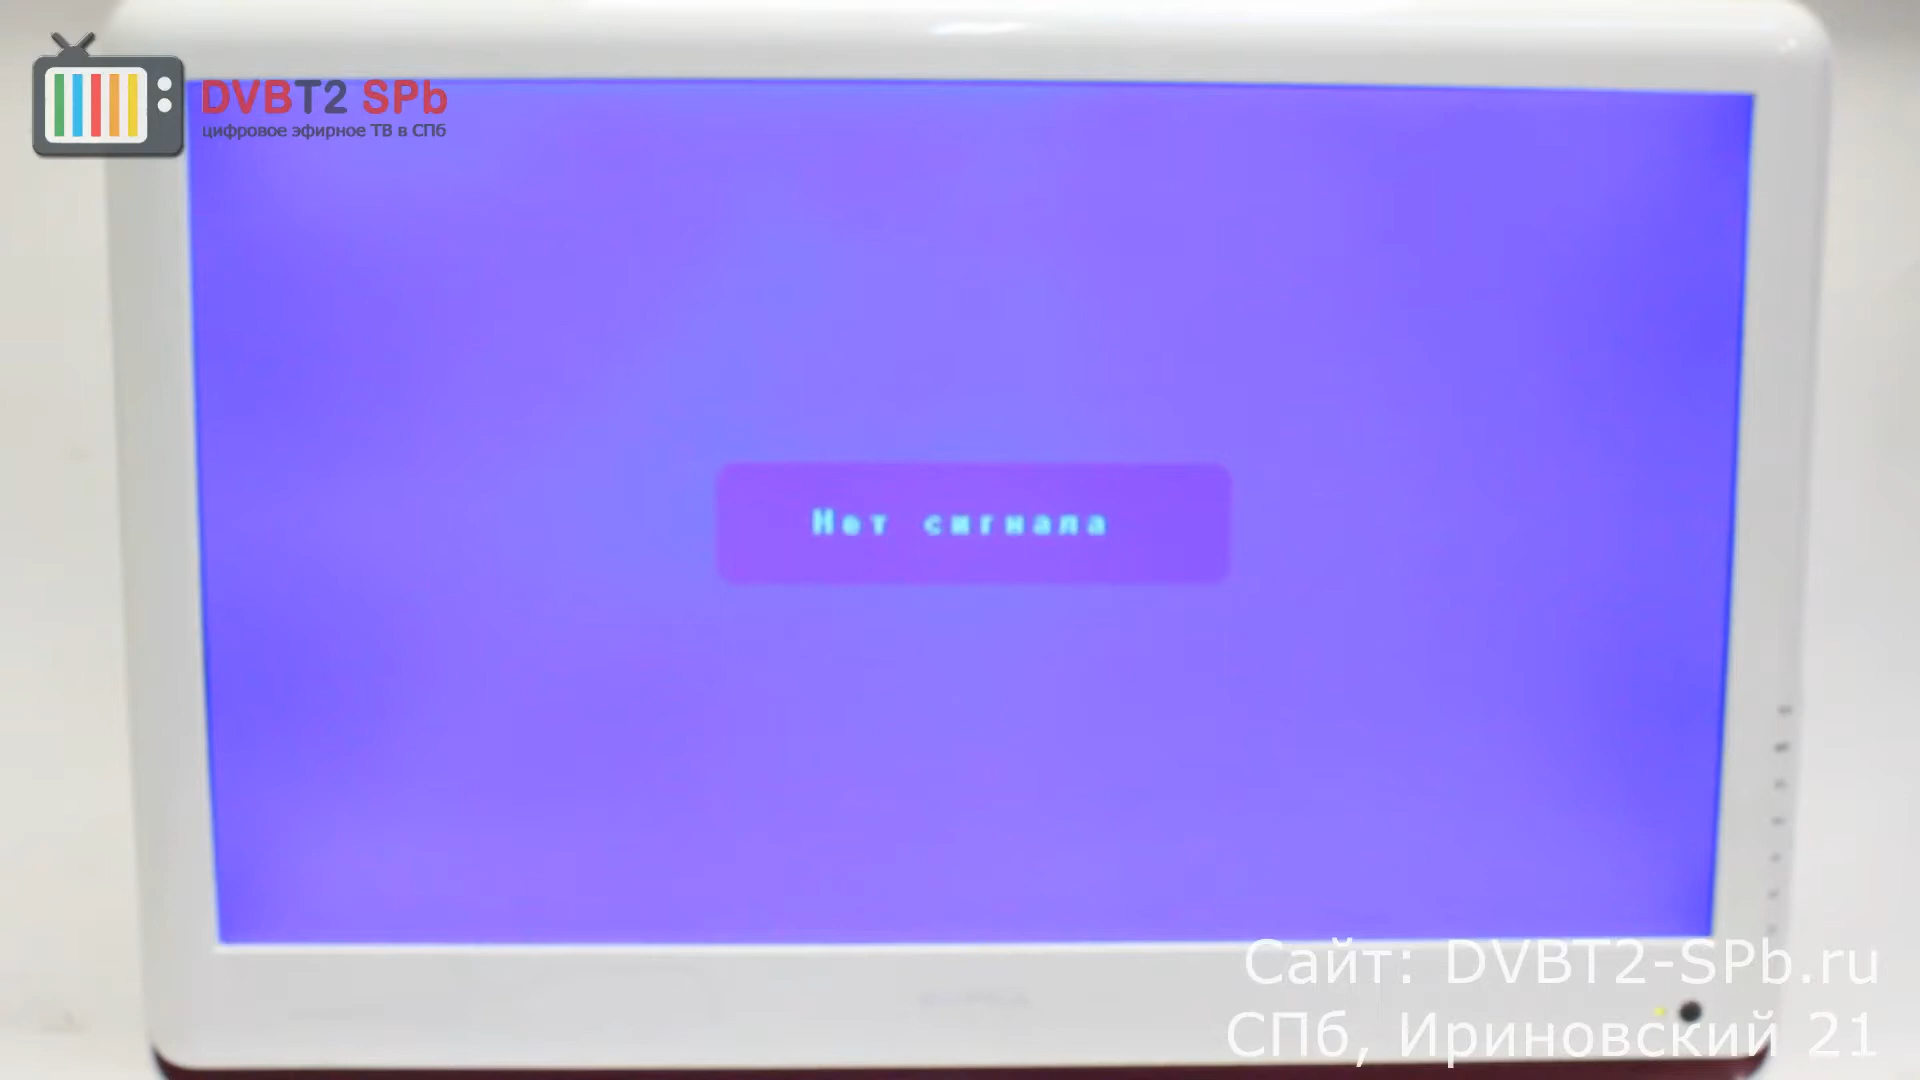 DVBT2 SPb
цифровое эфирное ТВ в СПб
Нет сигнала
Сайт: DVBT2-SPb.ru
СПб, Ириновский 21